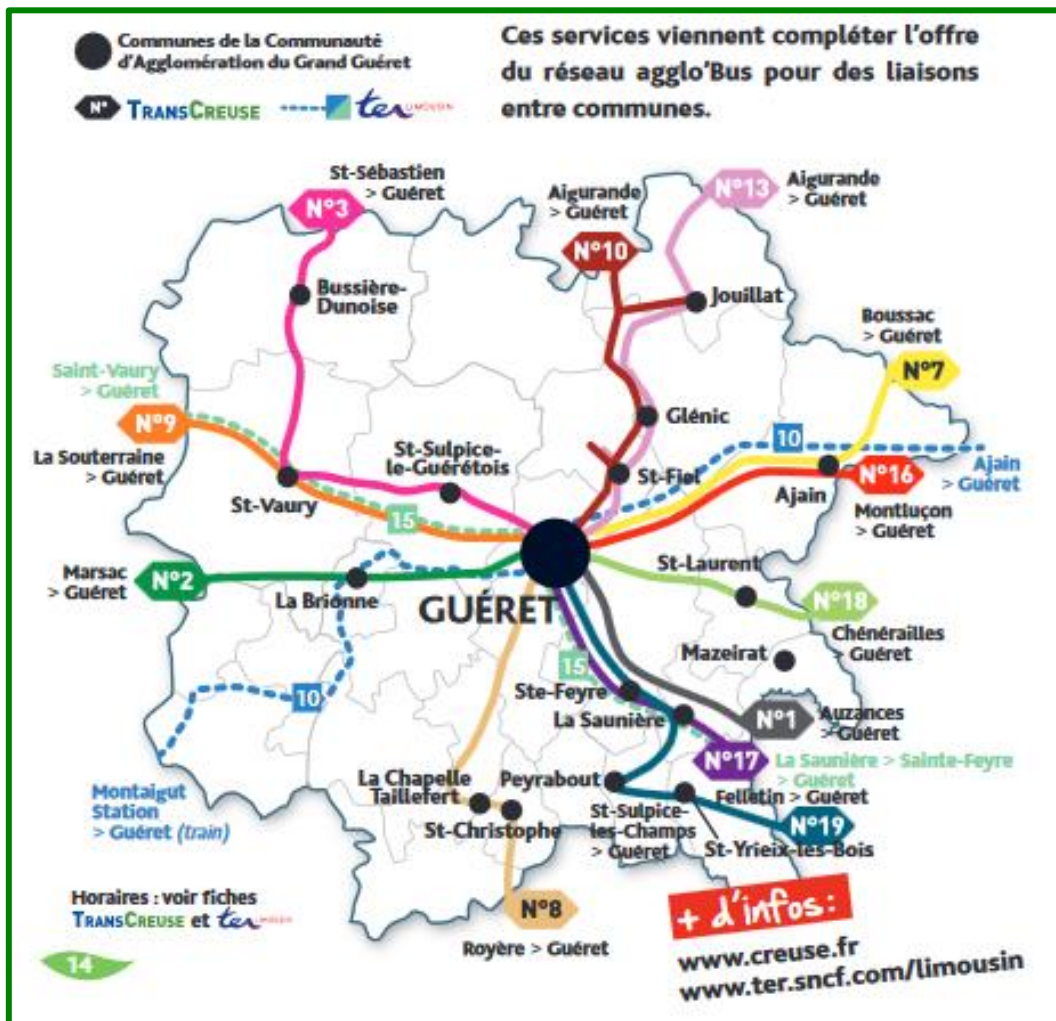 Communes de la Communauté
d'Agglomération du Grand Guéret
N° TRANSCREUSE ter LIMOUSIN
Ces services viennent compléter l'offre
du réseau agglo'Bus pour des liaisons
entre communes.
St-Sébastien
> Guéret
N°3
Aigurande
> Guéret
N°10
N°13
Aigurande
> Guéret
Bussière-
Dunoise
Jouillat
Boussac
> Guéret
N°7
Saint-Vaury
> Guéret
N°9
La Souterraine
> Guéret
Glénic
St-Sulpice-
le-Guérétois
St-Vaury
15
St-Fiel
10
Ajain
N°16
Ajain
> Guéret
Montluçon
> Guéret
Marsac
> Guéret
N°2
La Brionne
GUÉRET
St-Laurent
N°18
Chénérailles
> Guéret
Mazeirat
10
15
Ste-Feyre
La Saunière
N°1
Auzances
> Guéret
N°17
La Saunière > Sainte-Feyre
> Guéret
Felletin > Guéret
Montaigut
Station
> Guéret (train)
La Chapelle
Taillefert
St-Christophe
Peyrabout
St-Sulpice-
les-Champs
> Guéret
N°19
St-Yrieix-les-Bois
N°8
Royère > Guéret
Horaires : voir fiches
TRANSCREUSE et ter LIMOUSIN
14
+ d'infos:
www.creuse.fr
www.ter.sncf.com/limousin